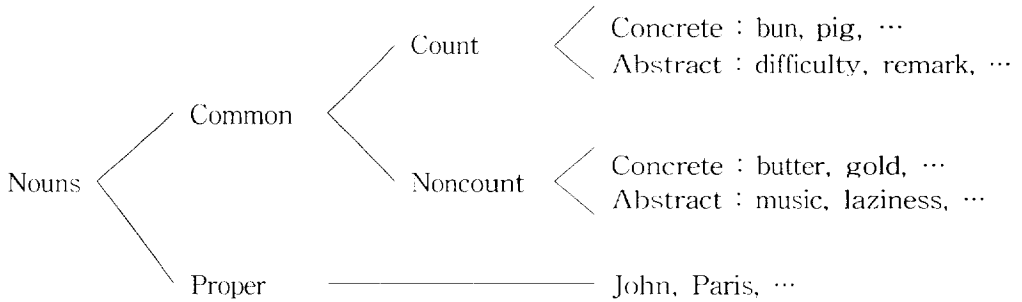 Concrete : bun, pig, …
Count
Abstract : difficulty, remark, …
Common
Concrete : butter, gold, …
Nouns
Noncount
Abstract : music, laziness, …
Proper
John, Paris, …